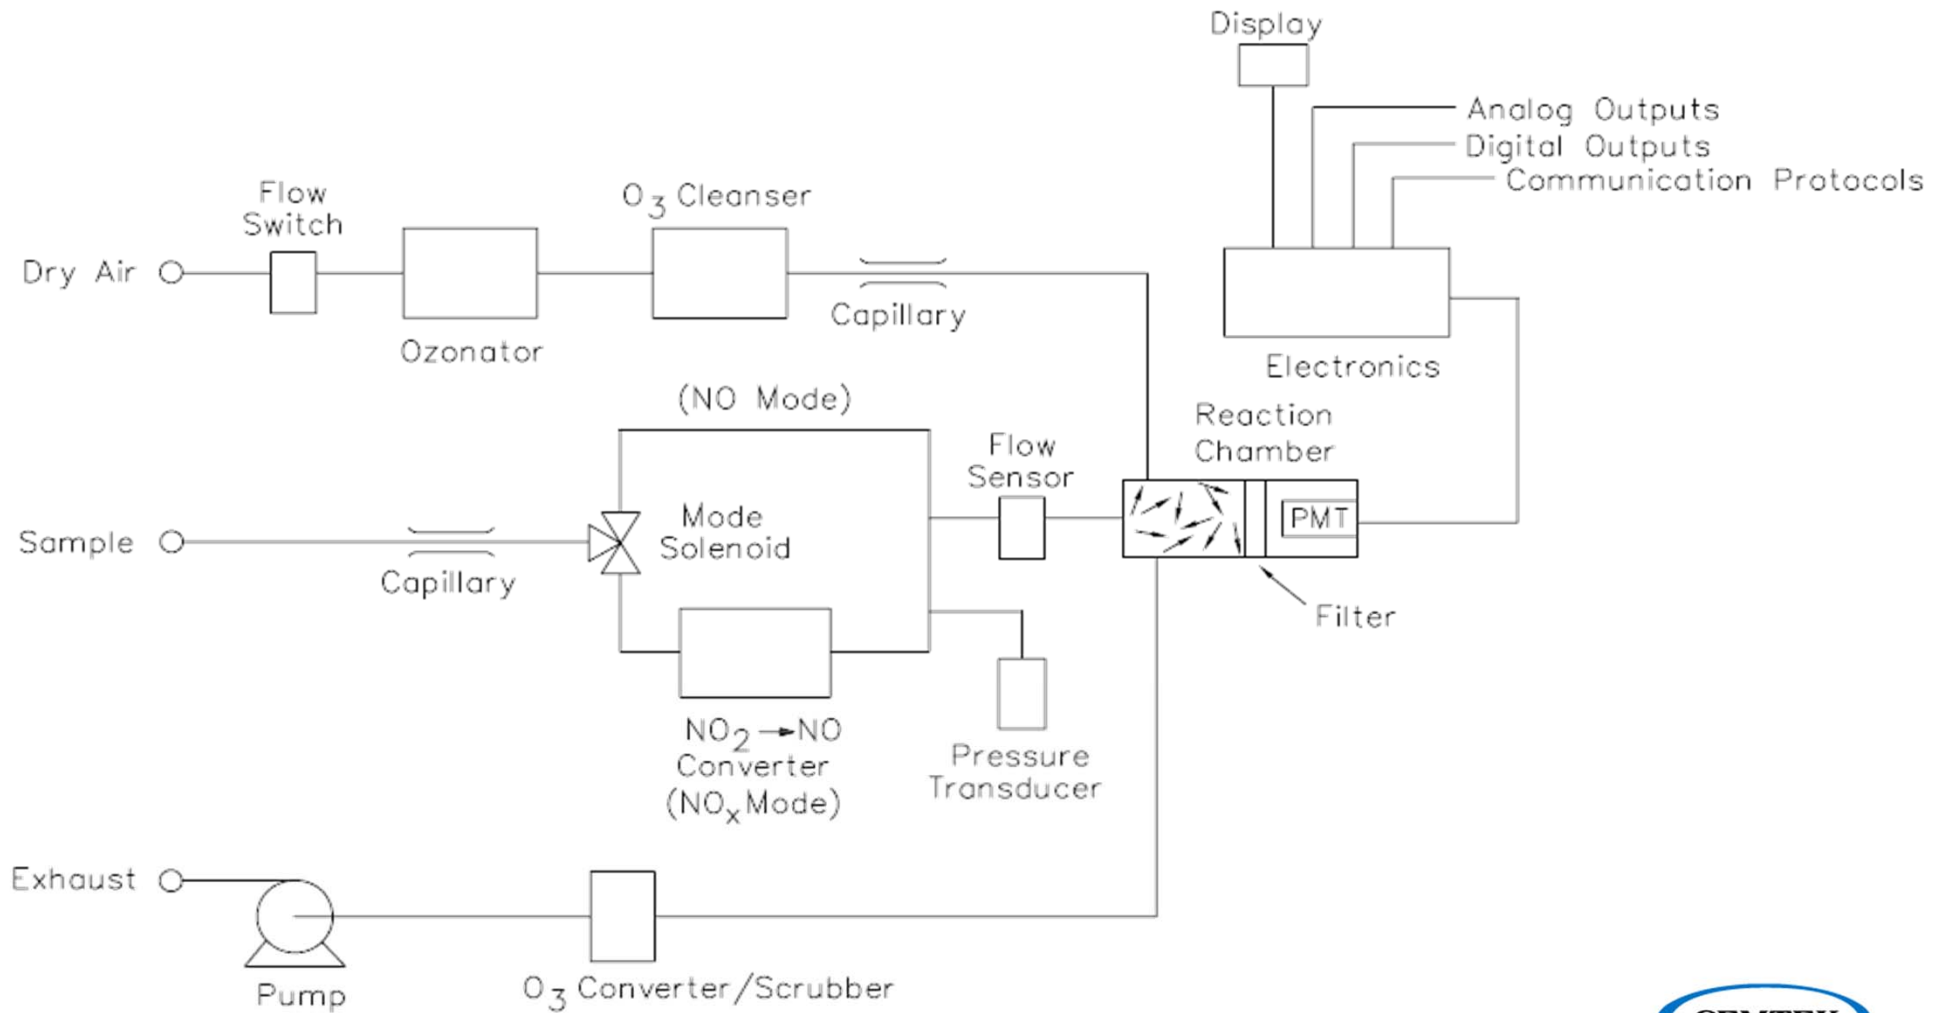 Display
Analog Outputs
Digital Outputs
Communication Protocols
Flow
Switch
O3 Cleanser
Dry Air
Capillary
Ozonator
Electronics
(NO Mode)
Reaction
Chamber
Flow
Sensor
Mode
Solenoid
PMT
Sample
Capillary
Filter
NO2→NO
Converter
(NOx Mode)
Pressure
Transducer
Exhaust
Pump
O3 Converter/Scrubber